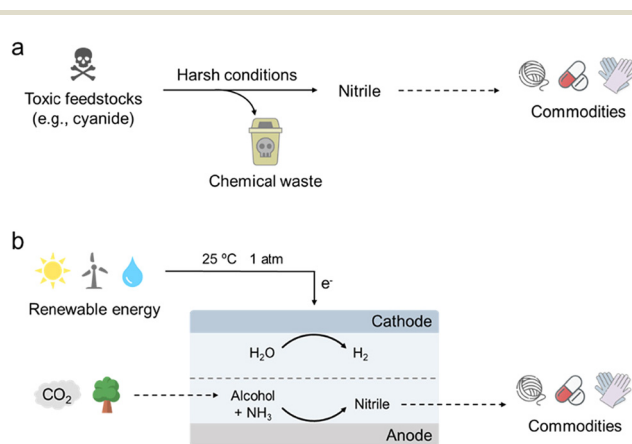 a
Toxic feedstocks
(e.g., cyanide)
Harsh conditions
Chemical waste
Nitrile
Commodities
b
Renewable energy
25 °C 1 atm
e⁻
Cathode
H₂O
H₂
CO₂
Alcohol
+ NH₃
Nitrile
Anode
Commodities